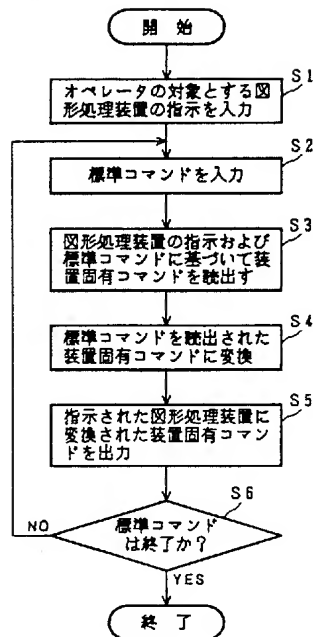 開始
S1
オペレータの対象とする図
形処理装置の指示を入力
S2
標準コマンドを入力
S3
図形処理装置の指示および
標準コマンドに基づいて装
置固有コマンドを読出す
S4
標準コマンドを読出された
装置固有コマンドに変換
S5
指示された図形処理装置に
変換された装置固有コマン
ドを出力
S6
標準コマンド
は終了か?
NO
YES
終了